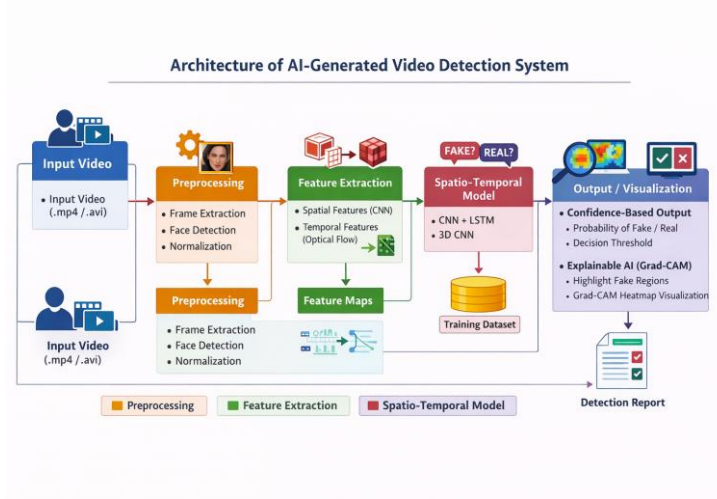 Architecture of AI-Generated Video Detection System
Input Video
• Input Video
(.mp4 /.avi)
Preprocessing
• Frame Extraction
• Face Detection
• Normalization
Feature Extraction
• Spatial Features (CNN)
• Temporal Features
(Optical Flow)
FAKE?
REAL?
Spatio-Temporal
Model
• CNN + LSTM
• 3D CNN
Output / Visualization
• Confidence-Based Output
• Probability of Fake / Real
• Decision Threshold
• Explainable AI (Grad-CAM)
• Highlight Fake Regions
• Grad-CAM Heatmap Visualization
Input Video
(.mp4 /.avi)
Preprocessing
• Frame Extraction
• Face Detection
• Normalization
Feature Maps
Training Dataset
Detection Report
Preprocessing
Feature Extraction
Spatio-Temporal Model